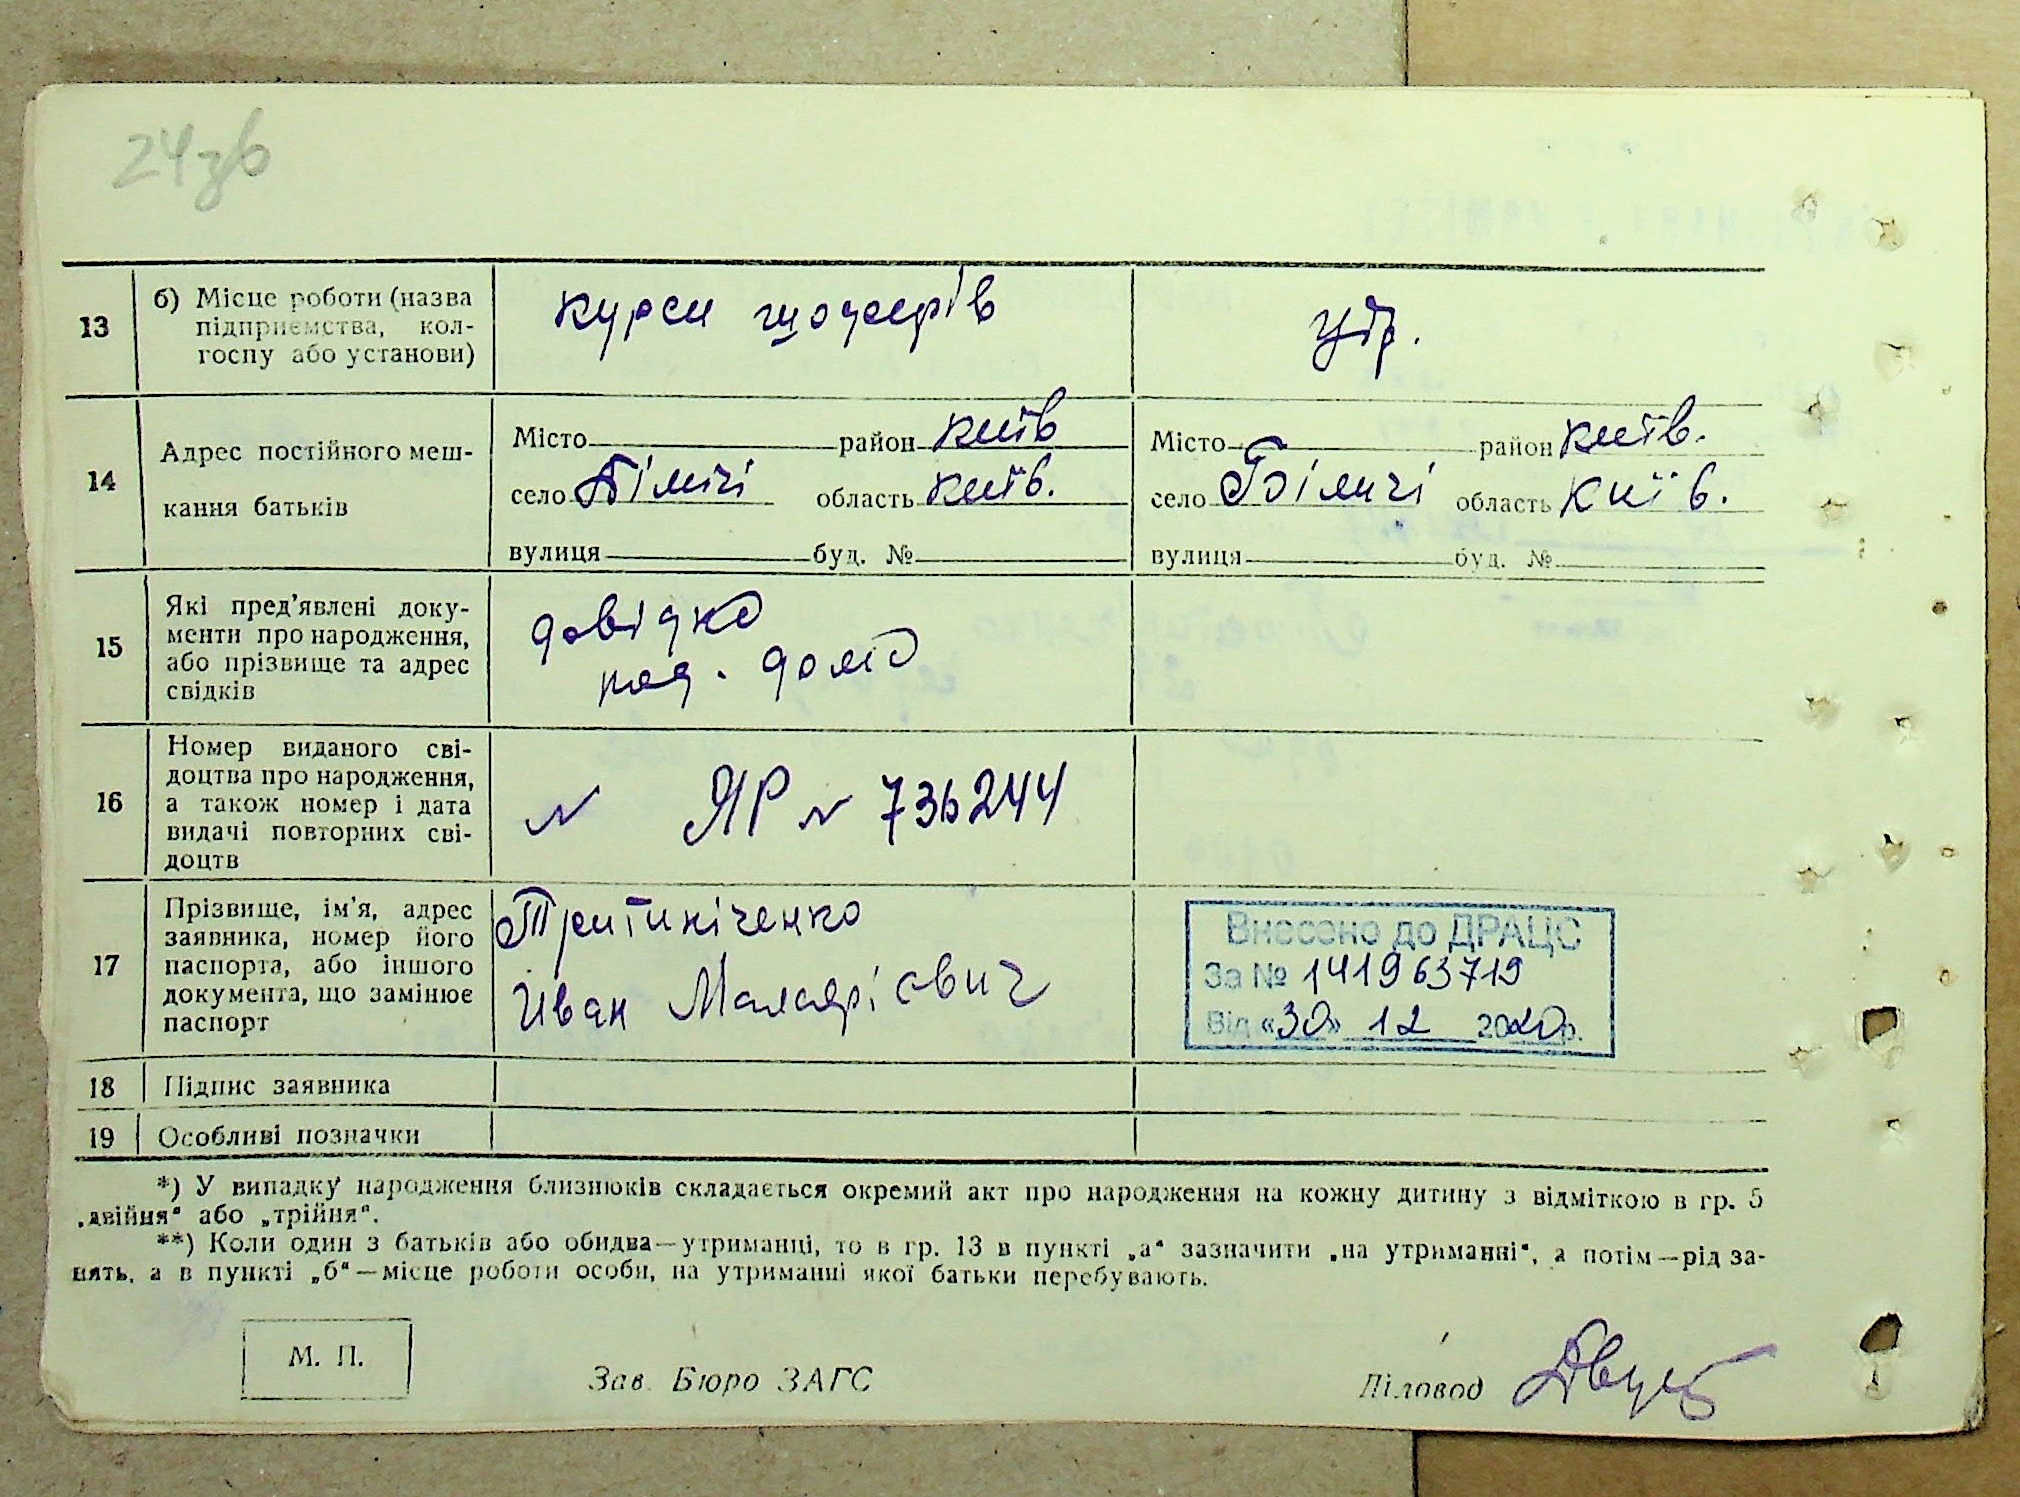 24зв
13
б) Місце роботи (назва
підприємства, кол-
госпу або установи)
курси шоферів
утр.
14
Адрес постійного меш-
кання батьків
Місто район Київ
село Біличі область Київ.
вулиця буд. №
Місто район Київ.
село Біличі область Київ.
вулиця буд. №
15
Які пред'явлені доку-
менти про народження,
або прізвище та адрес
свідків
довідка
род. дома
16
Номер виданого сві-
доцтва про народження,
а також номер і дата
видачі повторних сві-
доцтв
№ ЯР № 736244
17
Прізвище, ім'я, адрес
заявника, номер його
паспорта, або іншого
документа, що замінює
паспорт
Иван
Внесено до ДРАЦС
За № 141963719
Від «30» 12 2020р.
18 Підпис заявника
19 Особливі позначки
*) У випадку народження близнюків складається окремий акт про народження на кожну дитину з відміткою в гр. 5
„двійня“ або „трійня“.
**) Коли один з батьків або обидва—утриманці, то в гр. 13 в пункті „а“ зазначити „на утриманні“, а потім—рід за-
нять, а в пункті „б“—місце роботи особи, на утриманні якої батьки перебувають.
М. П.
Зав. Бюро ЗАГС
Діловод